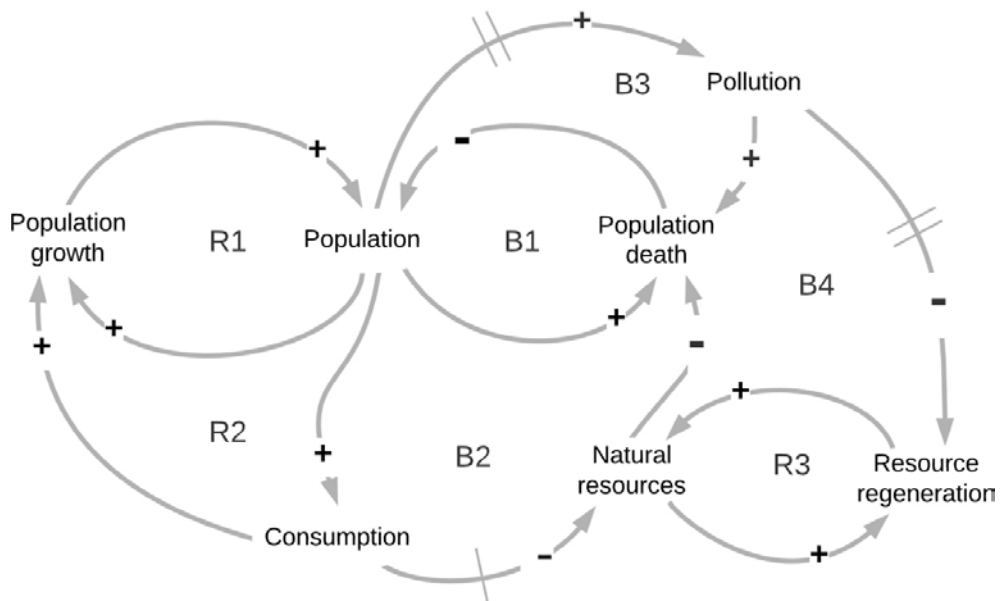 +
B3
Pollution
+
-
+
Population
growth
R1
Population
B1
Population
death
B4
+
+
-
+
-
+
R2
+
B2
Natural
resources
R3
Resource
regeneration
Consumption
-
+